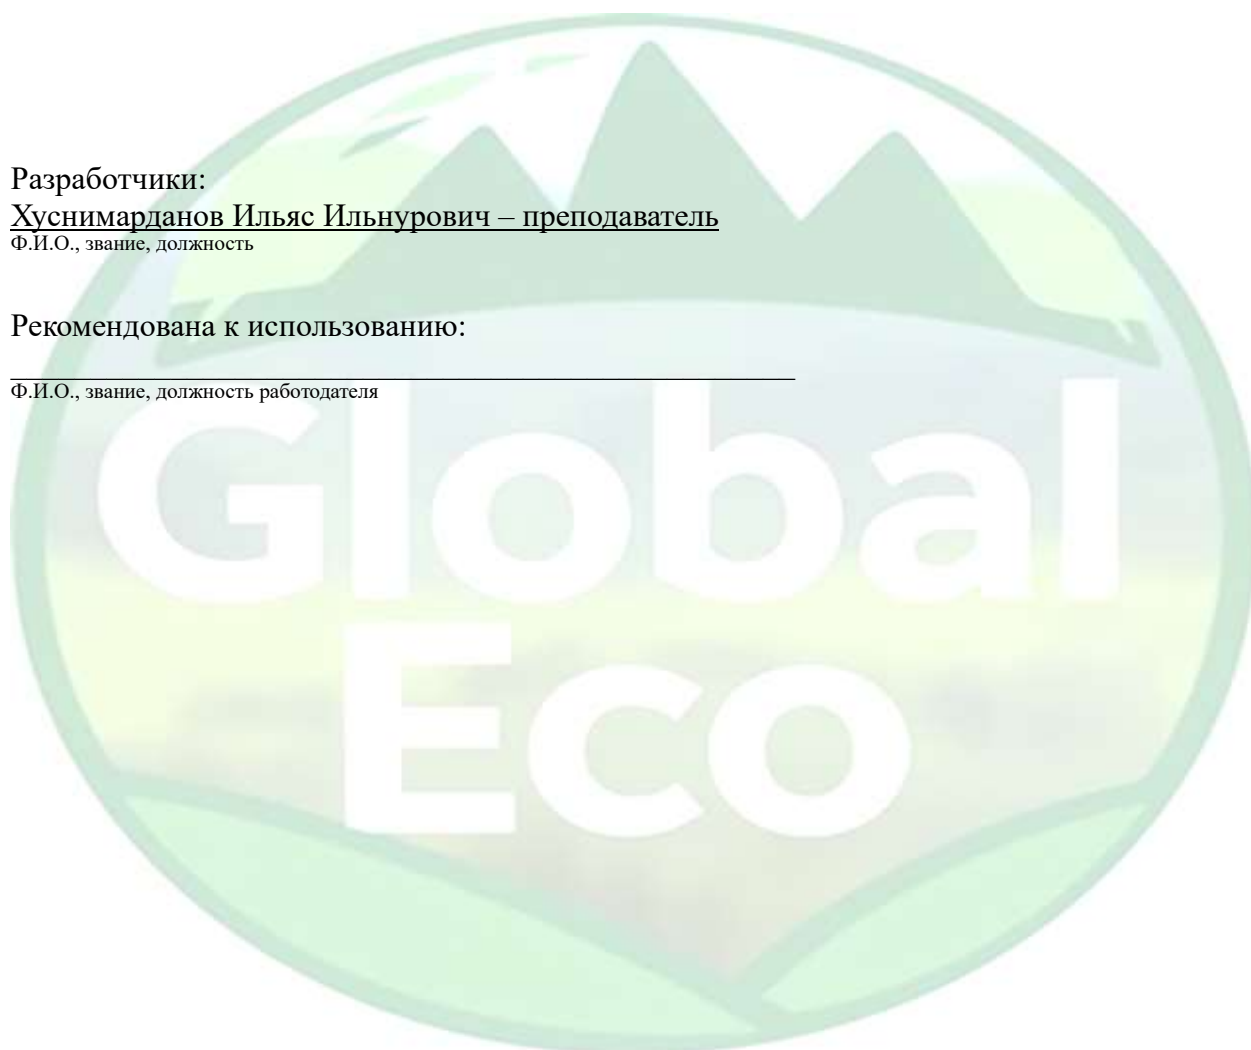 Разработчики:
Хуснимарданов Ильяс Ильнурович – преподаватель
Ф.И.О., звание, должность
Рекомендована к использованию:
Ф.И.О., звание, должность работодателя
Global
Eco